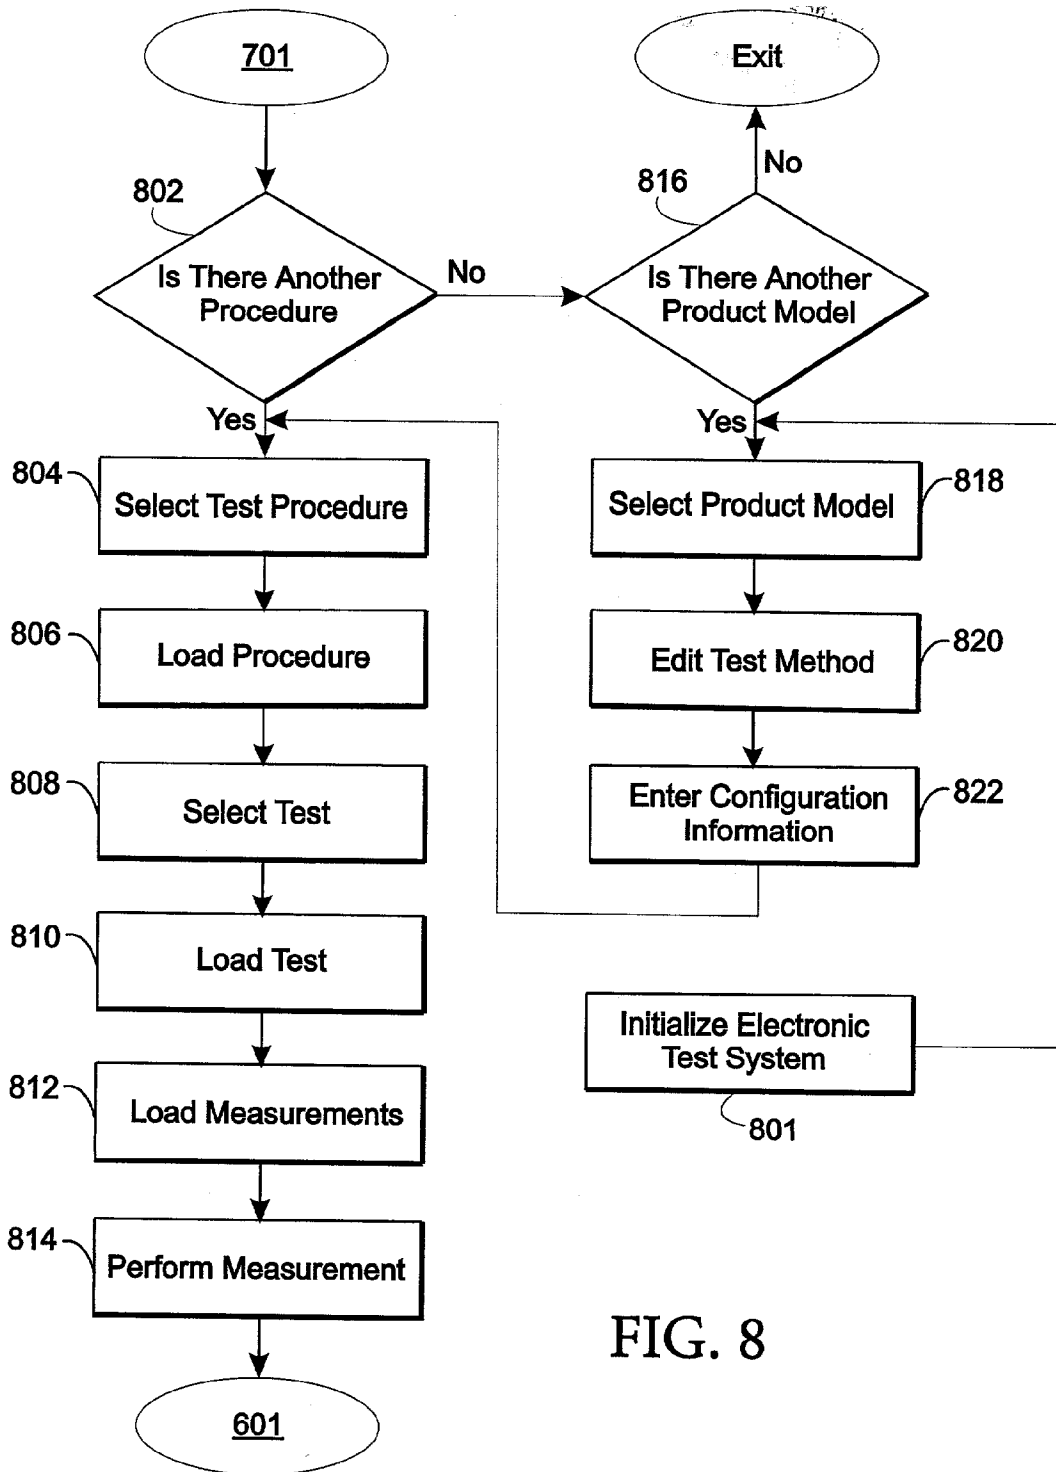 701
Exit
No
802
816
Is There Another
Procedure
No
Is There Another
Product Model
Yes
Yes
804
Select Test Procedure
Select Product Model
818
806
Load Procedure
Edit Test Method
820
808
Select Test
Enter Configuration
Information
822
810
Load Test
Initialize Electronic
Test System
801
812
Load Measurements
814
Perform Measurement
FIG. 8
601